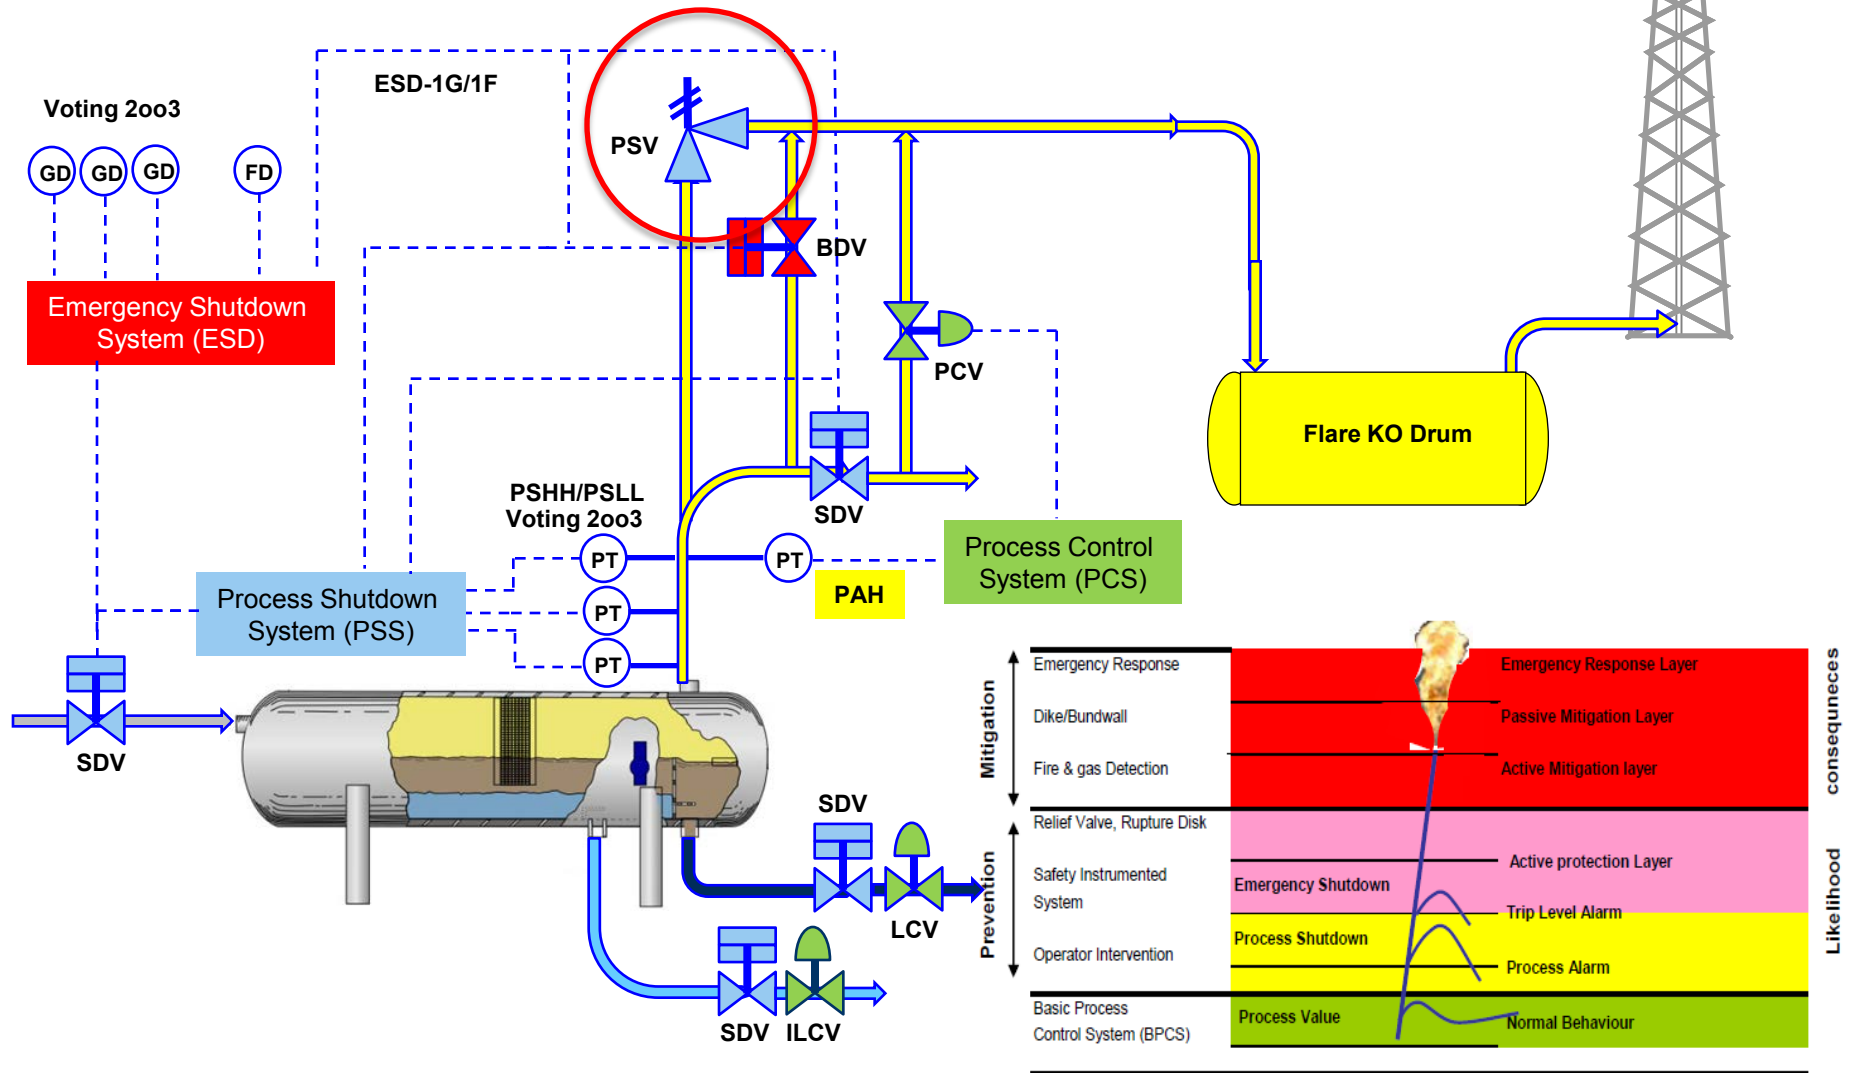 ESD-1G/1F
Voting 2oo3
GD
GD
GD
FD
PSV
BDV
Emergency Shutdown
System (ESD)
PCV
Flare KO Drum
PSHH/PSLL
Voting 2oo3
SDV
PT
PT
Process Control
System (PCS)
PAH
Process Shutdown
System (PSS)
PT
PT
SDV
SDV
LCV
SDV
ILCV
Mitigation
Emergency Response
Emergency Response Layer
Dike/Bundwall
Passive Mitigation Layer
Fire & gas Detection
Active Mitigation layer
consequneces
Prevention
Relief Valve, Rupture Disk
Active protection Layer
Safety Instrumented
System
Emergency Shutdown
Trip Level Alarm
Process Shutdown
Operator Intervention
Process Alarm
Likelihood
Basic Process
Control System (BPCS)
Process Value
Normal Behaviour